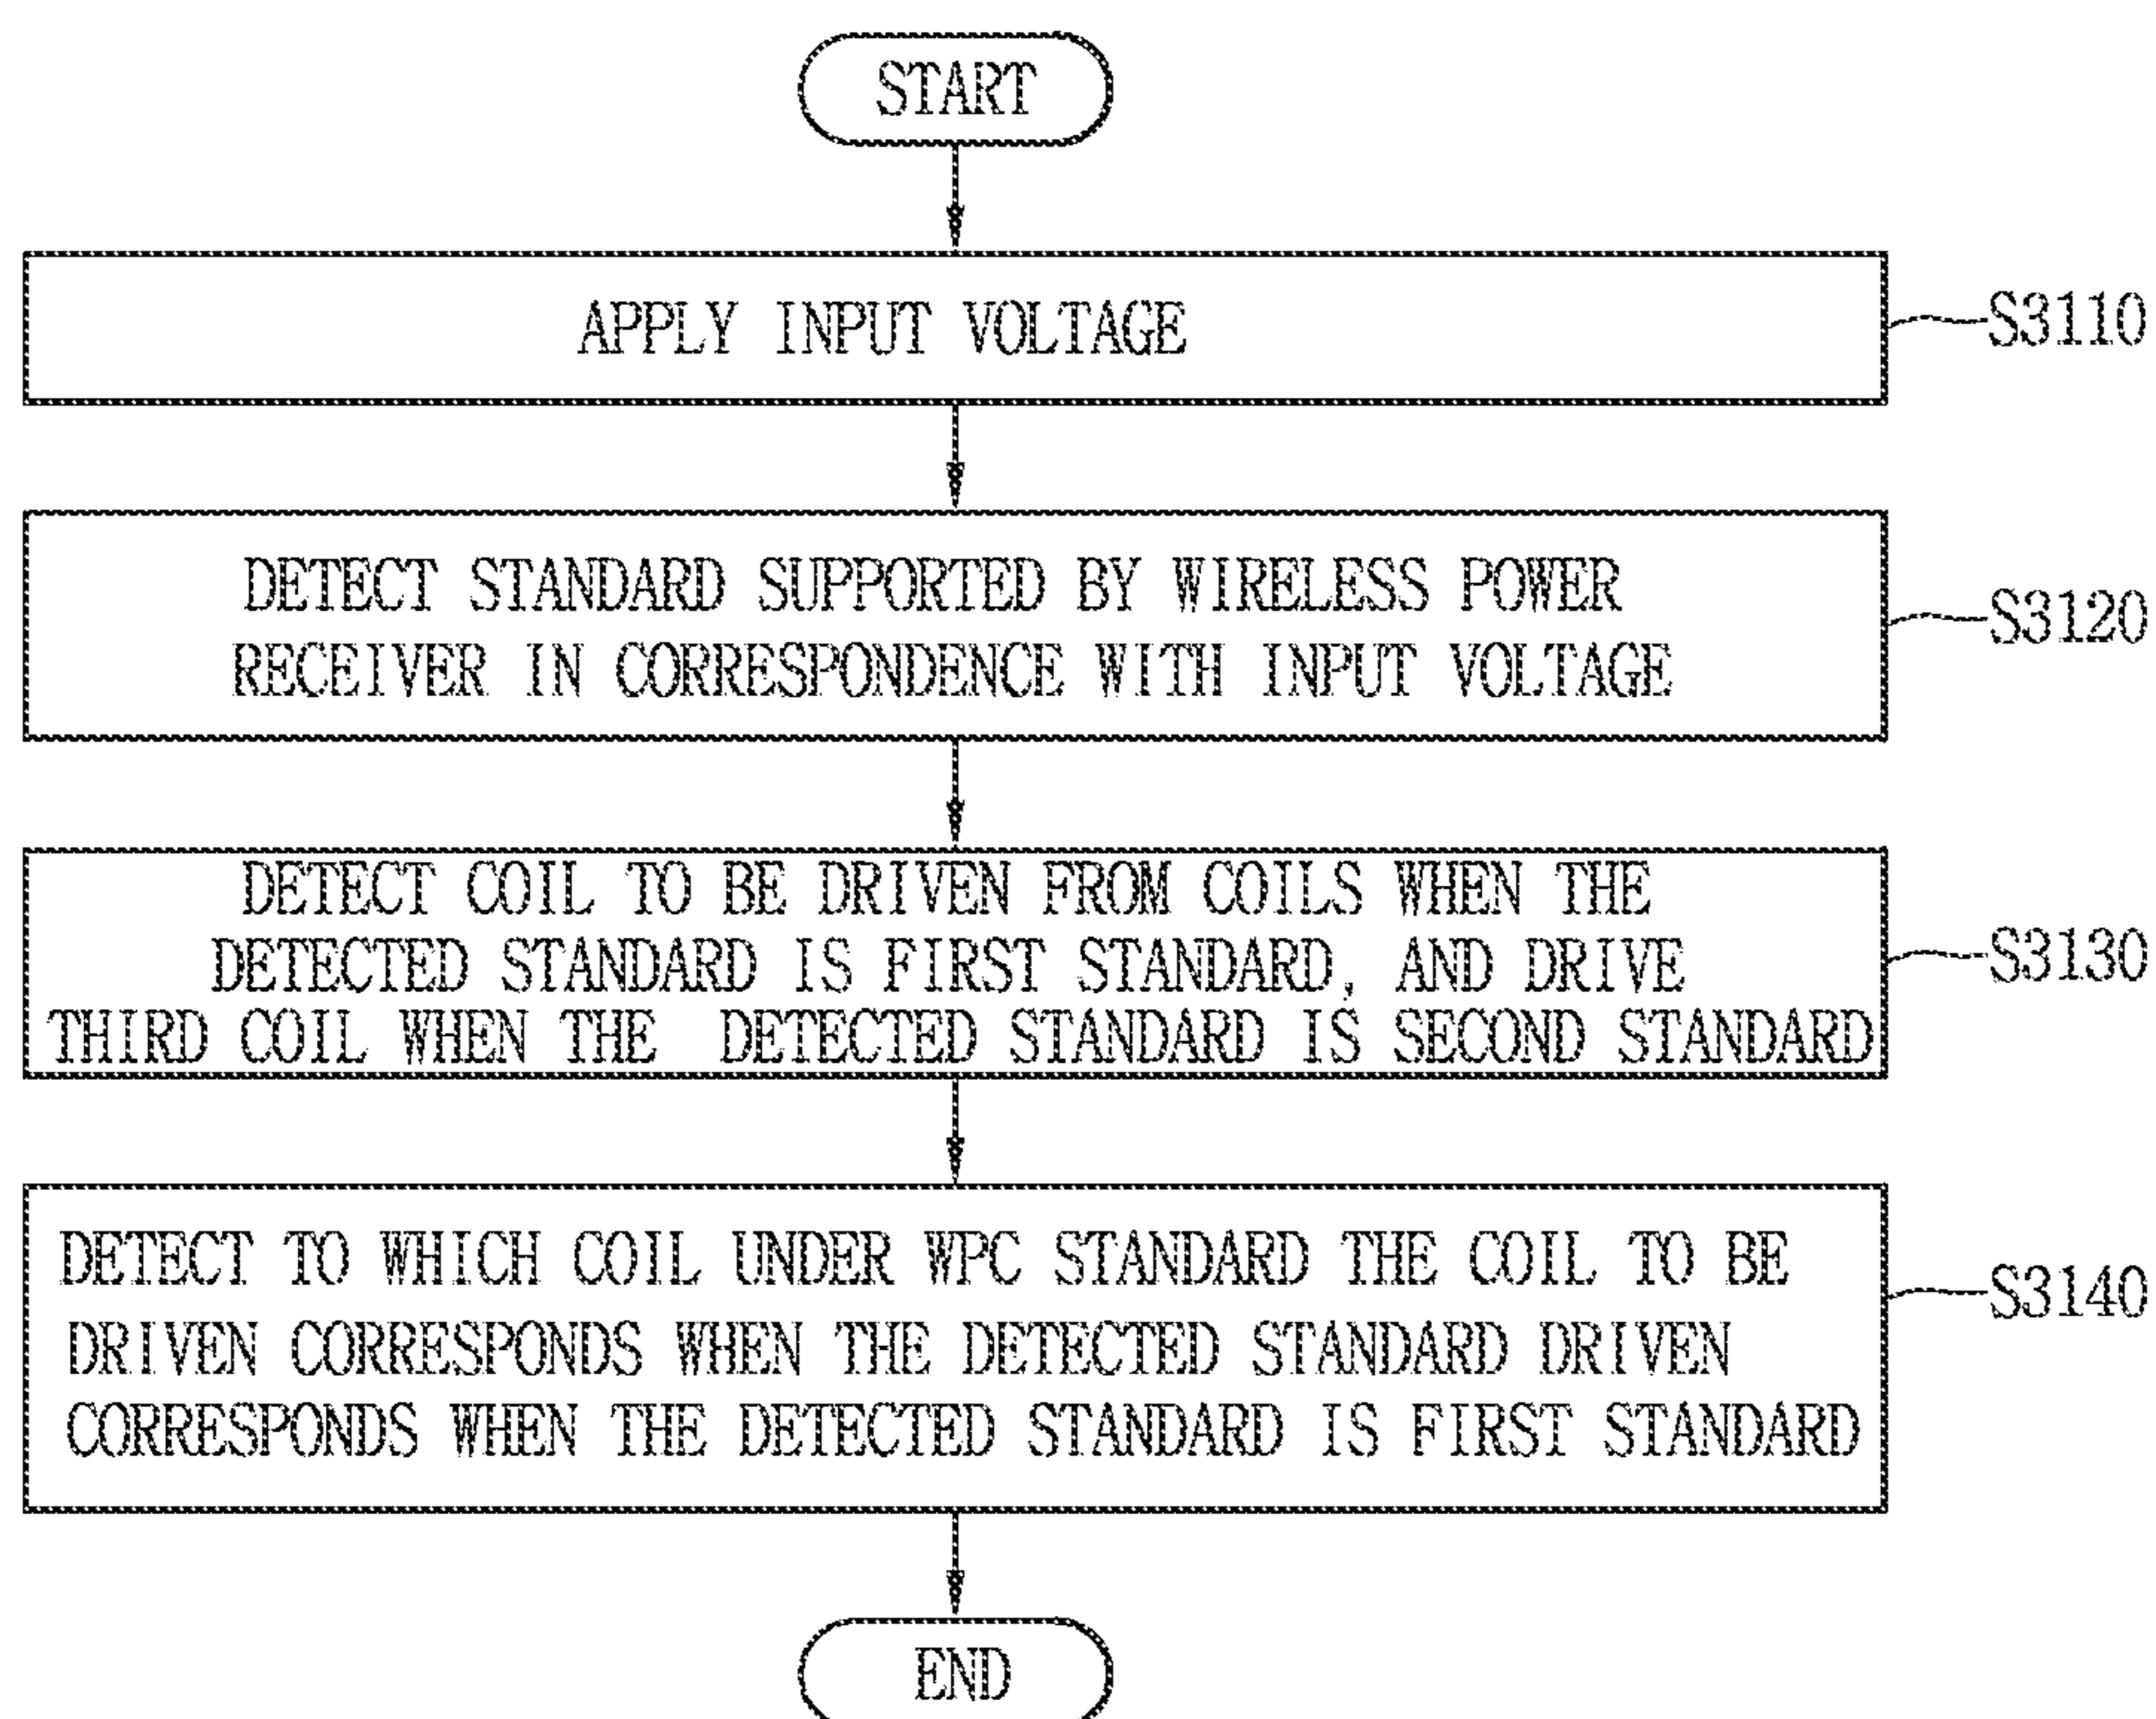 START
APPLY INPUT VOLTAGE
S3110
DETECT STANDARD SUPPORTED BY WIRELESS POWER
RECEIVER IN CORRESPONDENCE WITH INPUT VOLTAGE
S3120
DETECT COIL TO BE DRIVEN FROM COILS WHEN THE
DETECTED STANDARD IS FIRST STANDARD, AND DRIVE
THIRD COIL WHEN THE DETECTED STANDARD IS SECOND STANDARD
S3130
DETECT TO WHICH COIL UNDER WPC STANDARD THE COIL TO BE
DRIVEN CORRESPONDS WHEN THE DETECTED STANDARD DRIVEN
CORRESPONDS WHEN THE DETECTED STANDARD IS FIRST STANDARD
S3140
END